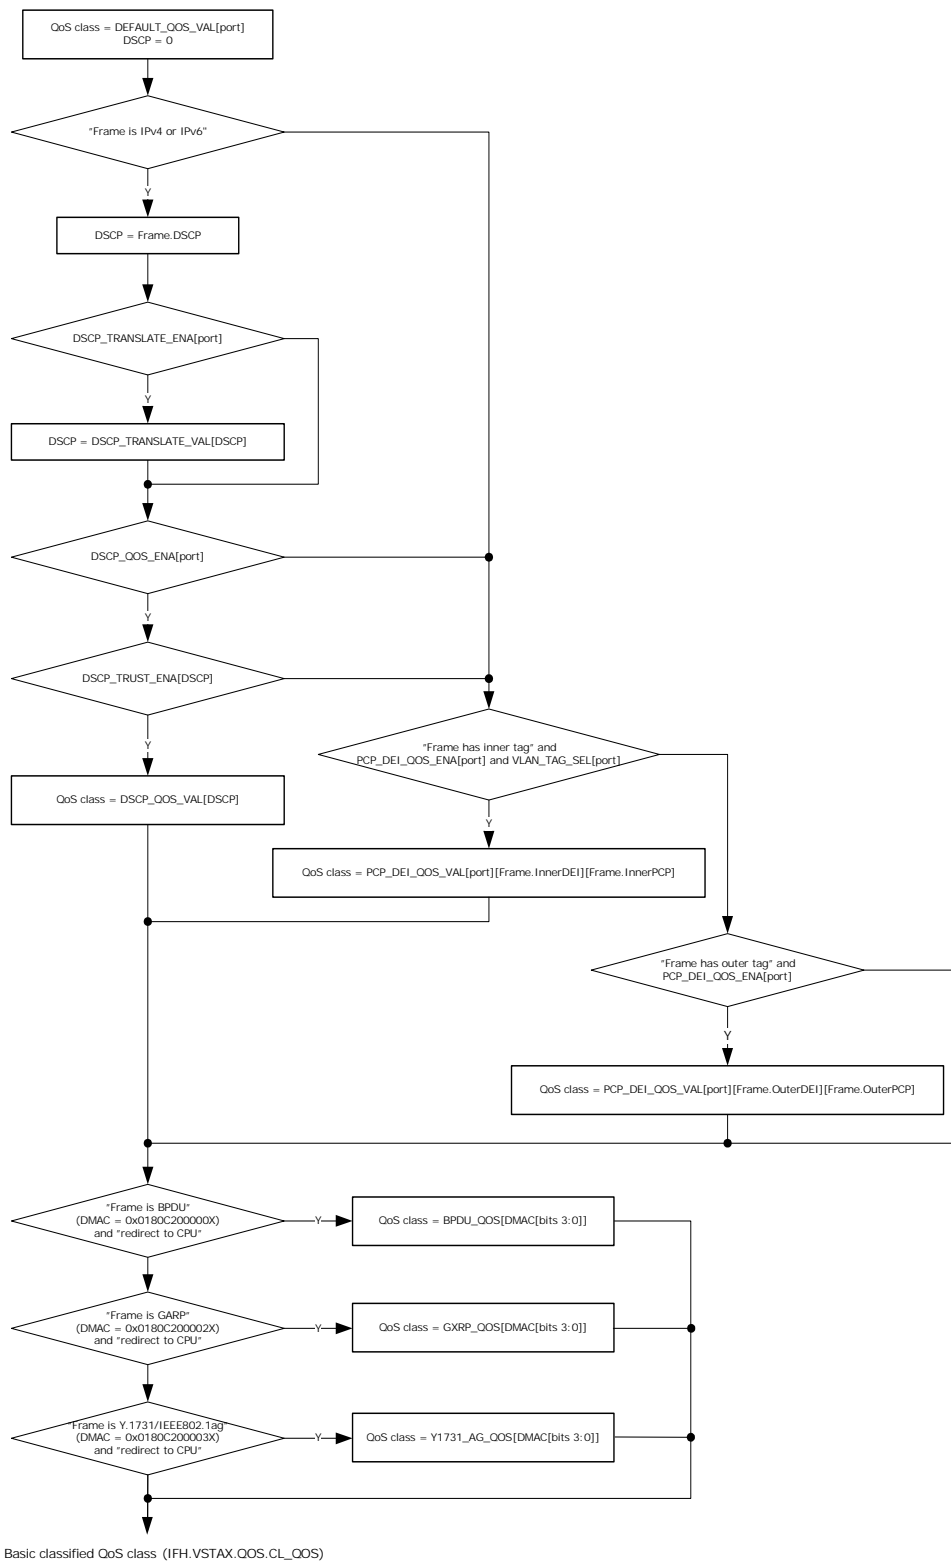 QoS class = DEFAULT_QOS_VAL[port]
DSCP = 0
"Frame is IPv4 or IPv6"
Y
DSCP = Frame.DSCP
DSCP_TRANSLATE_ENA[port]
Y
DSCP = DSCP_TRANSLATE_VAL[DSCP]
DSCP_QOS_ENA[port]
Y
DSCP_TRUST_ENA[DSCP]
Y
"Frame has inner tag" and
PCP_DEI_QOS_ENA[port] and VLAN_TAG_SEL[port]
QoS class = DSCP_QOS_VAL[DSCP]
Y
QoS class = PCP_DEI_QOS_VAL[port][Frame.InnerDEI][Frame.InnerPCP]
"Frame has outer tag" and
PCP_DEI_QOS_ENA[port]
Y
QoS class = PCP_DEI_QOS_VAL[port][Frame.OuterDEI][Frame.OuterPCP]
"Frame is BPDU"
(DMAC = 0x0180C200000X)
and "redirect to CPU"
Y
QoS class = BPDU_QOS[DMAC[bits 3:0]]
"Frame is GARP"
(DMAC = 0x0180C200002X)
and "redirect to CPU"
Y
QoS class = GXRP_QOS[DMAC[bits 3:0]]
"Frame is Y.1731/IEEE802.1ag"
(DMAC = 0x0180C200003X)
and "redirect to CPU"
Y
QoS class = Y1731_AG_QOS[DMAC[bits 3:0]]
Basic classified QoS class (IFH.VSTAX.QOS.CL_QOS)